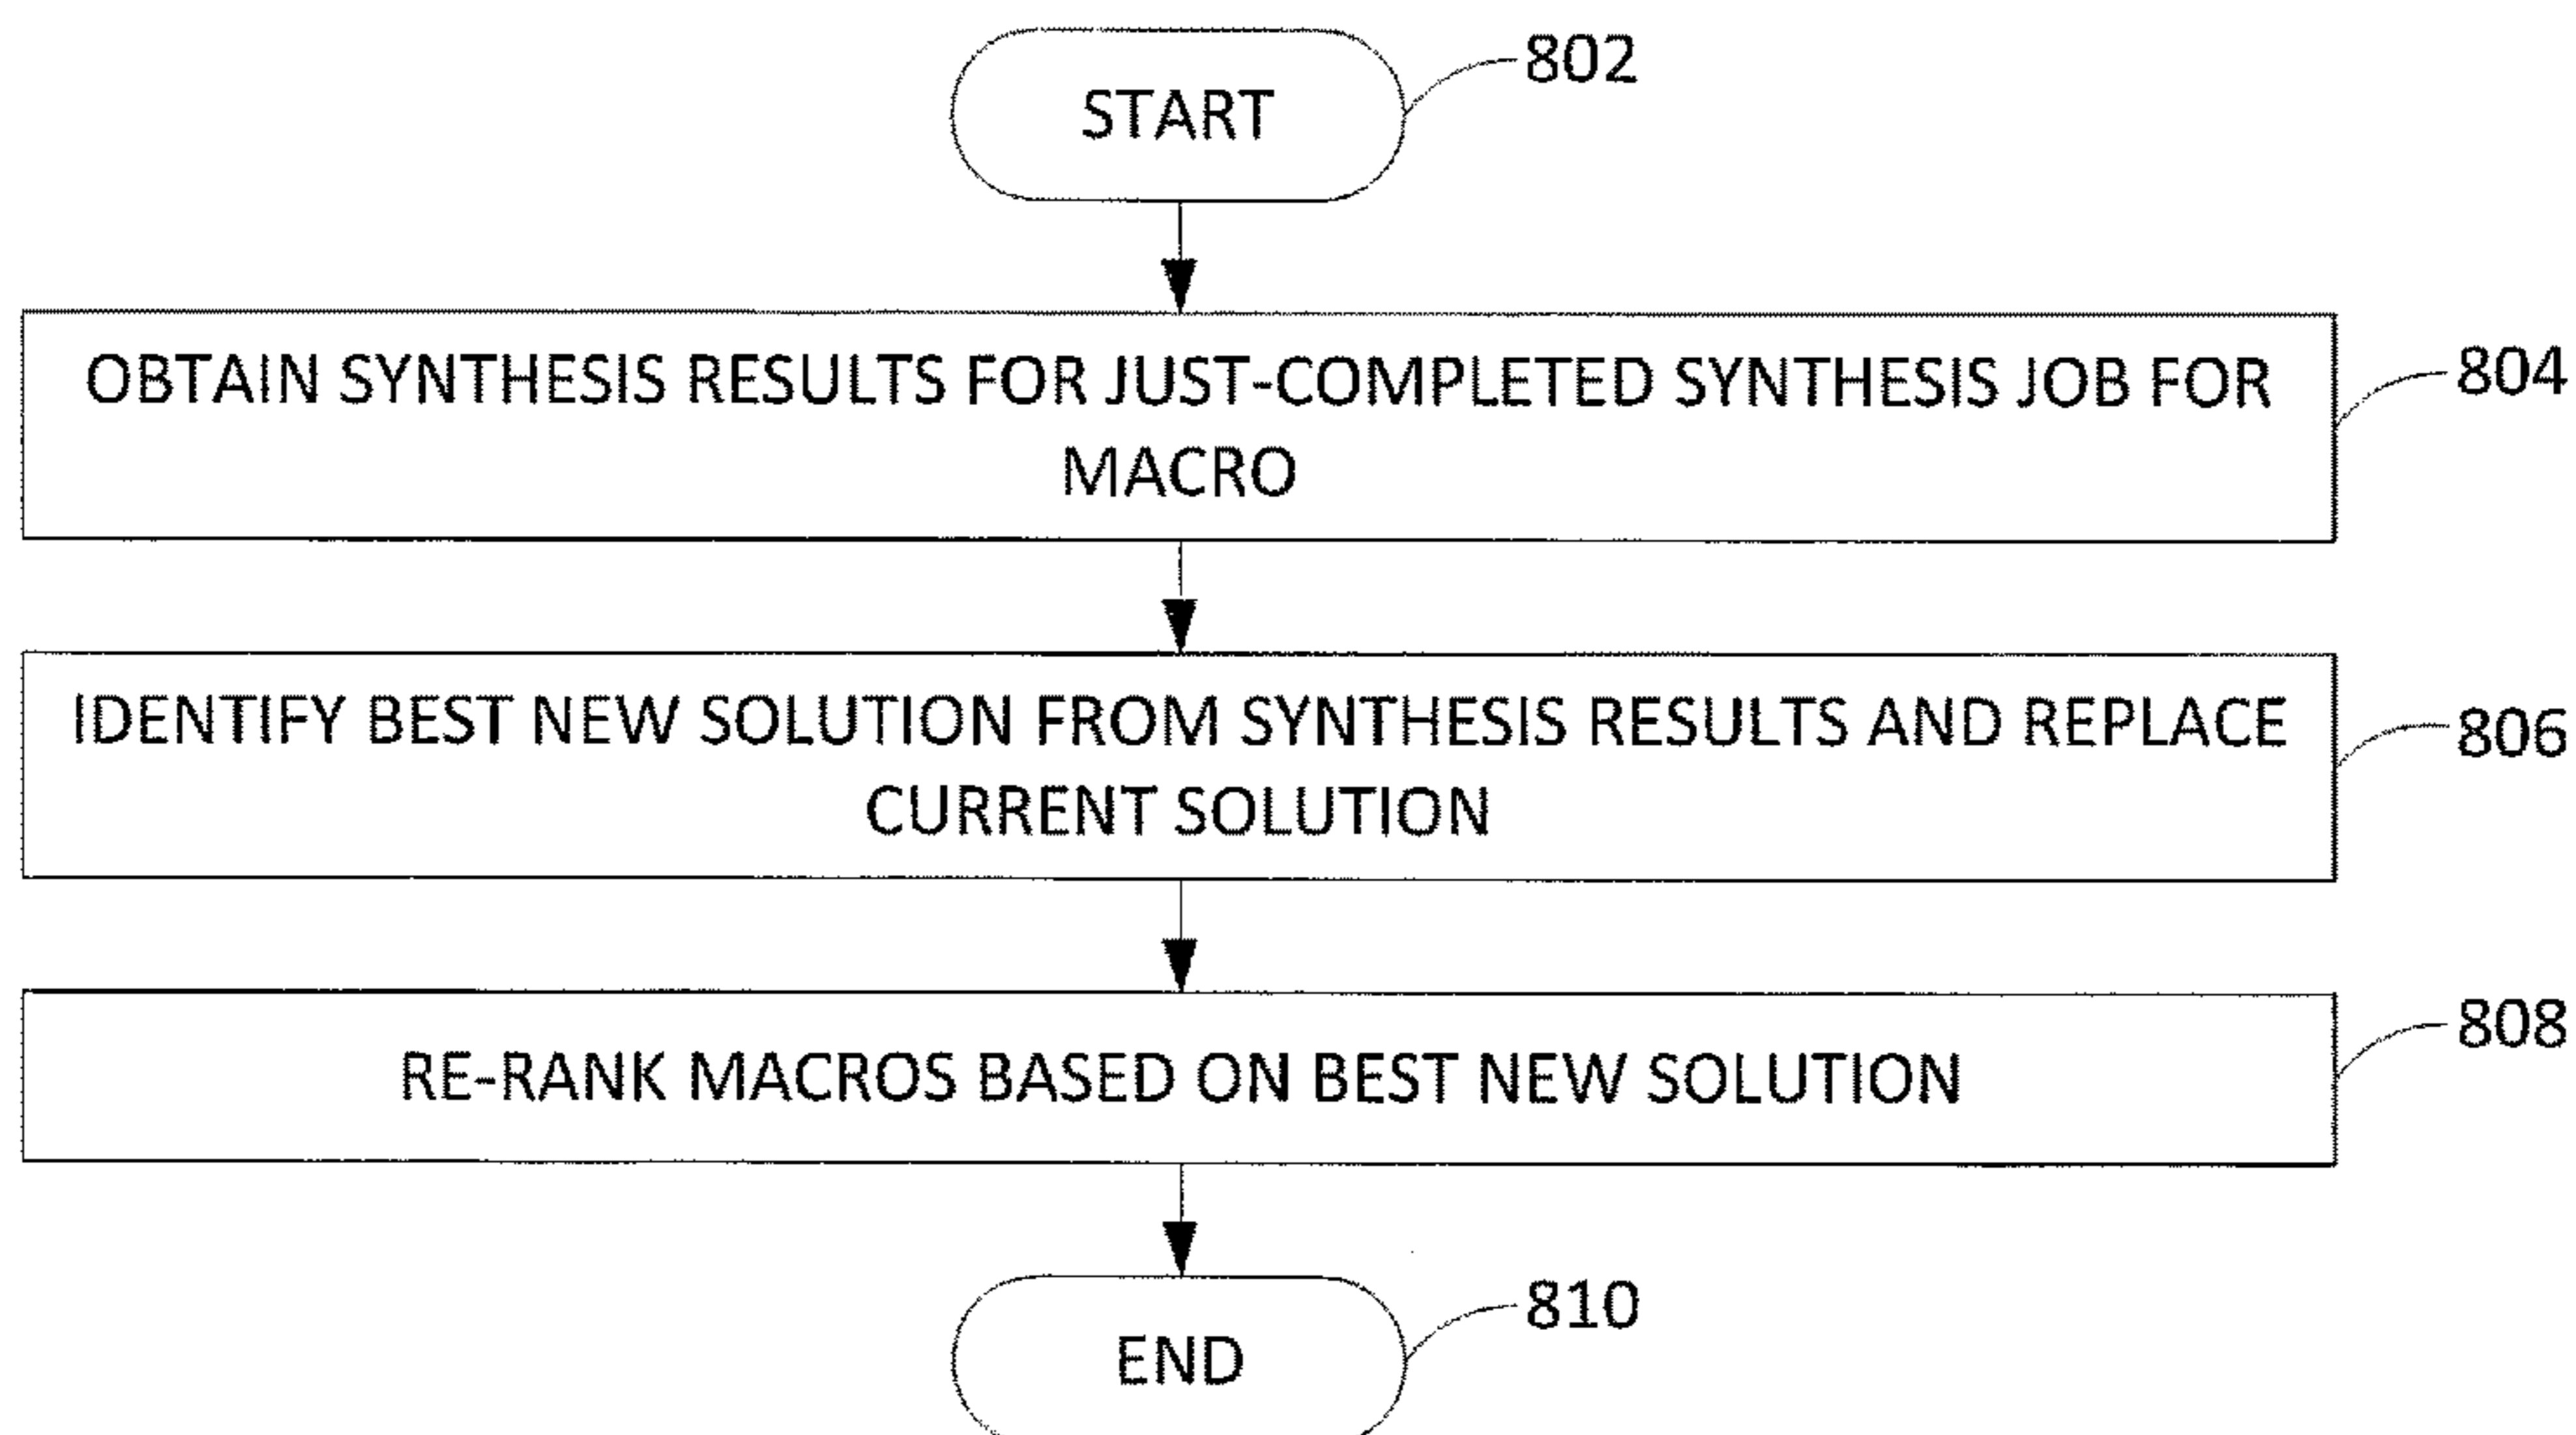 START
802
OBTAIN SYNTHESIS RESULTS FOR JUST-COMPLETED SYNTHESIS JOB FOR
MACRO
804
IDENTIFY BEST NEW SOLUTION FROM SYNTHESIS RESULTS AND REPLACE
CURRENT SOLUTION
806
RE-RANK MACROS BASED ON BEST NEW SOLUTION
808
END
810